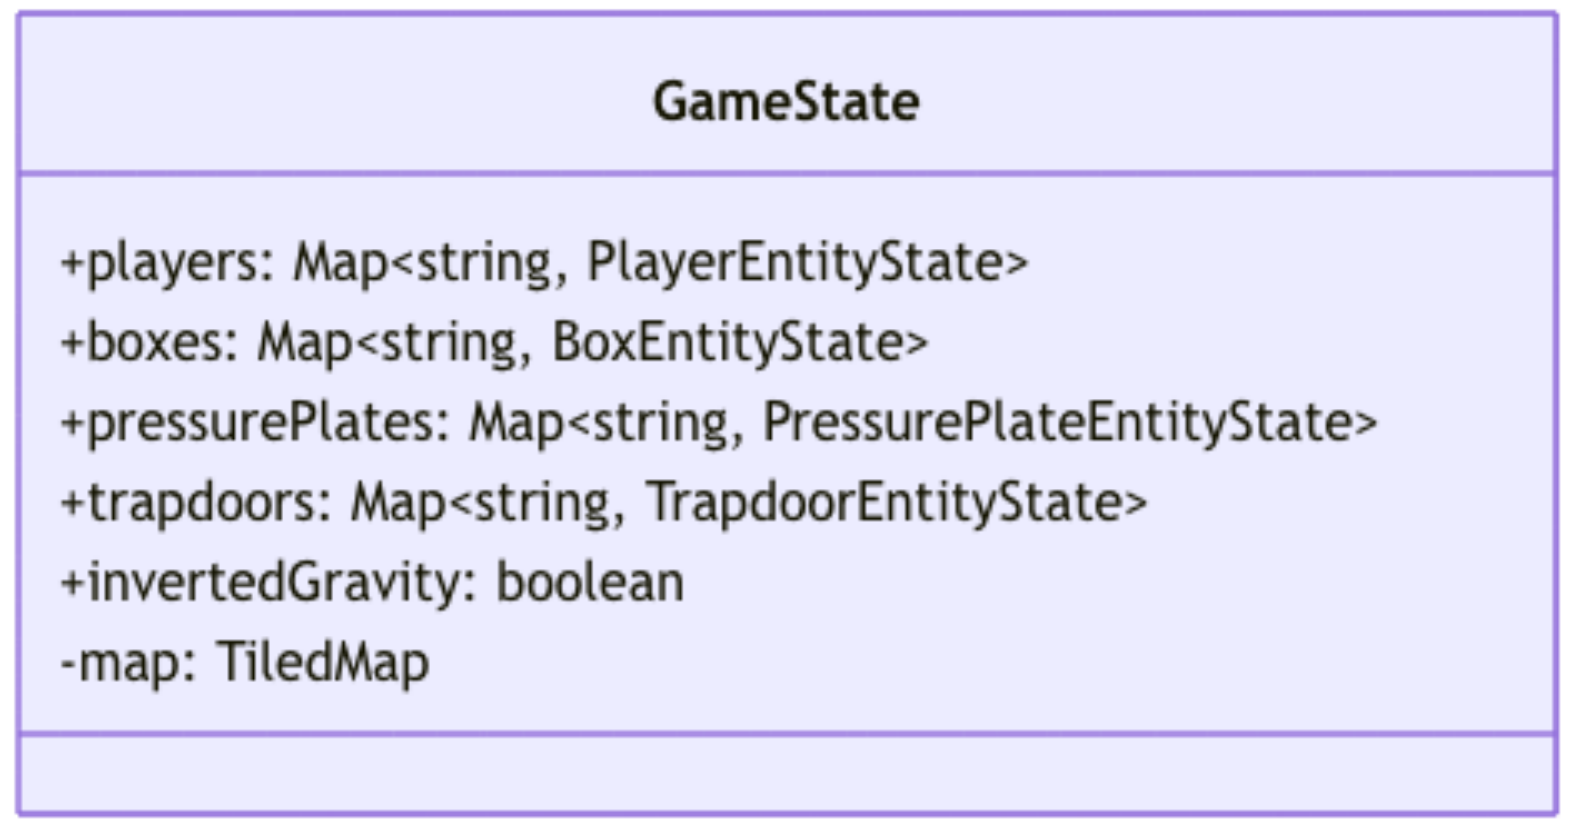 GameState
+players: Map<string, PlayerEntityState>
+boxes: Map<string, BoxEntityState>
+pressurePlates: Map<string, PressurePlateEntityState>
+trapdoors: Map<string, TrapdoorEntityState>
+invertedGravity: boolean
-map: TiledMap